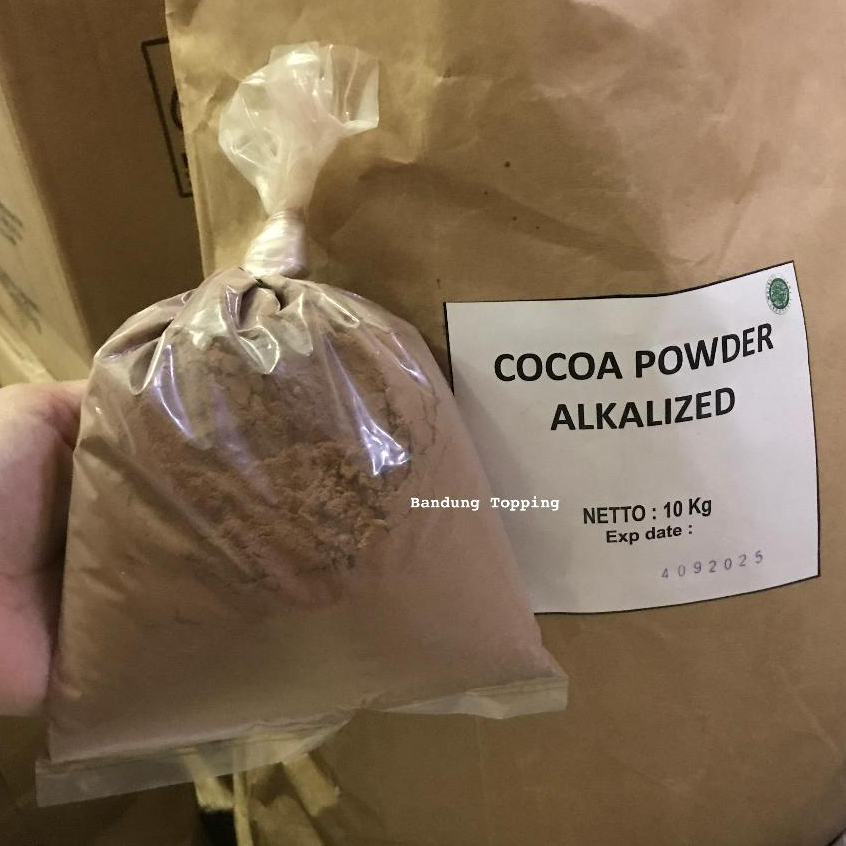 COCOA POWDER
ALKALIZED
Bandung Topping
NETTO : 10 Kg
Exp date :
4092025